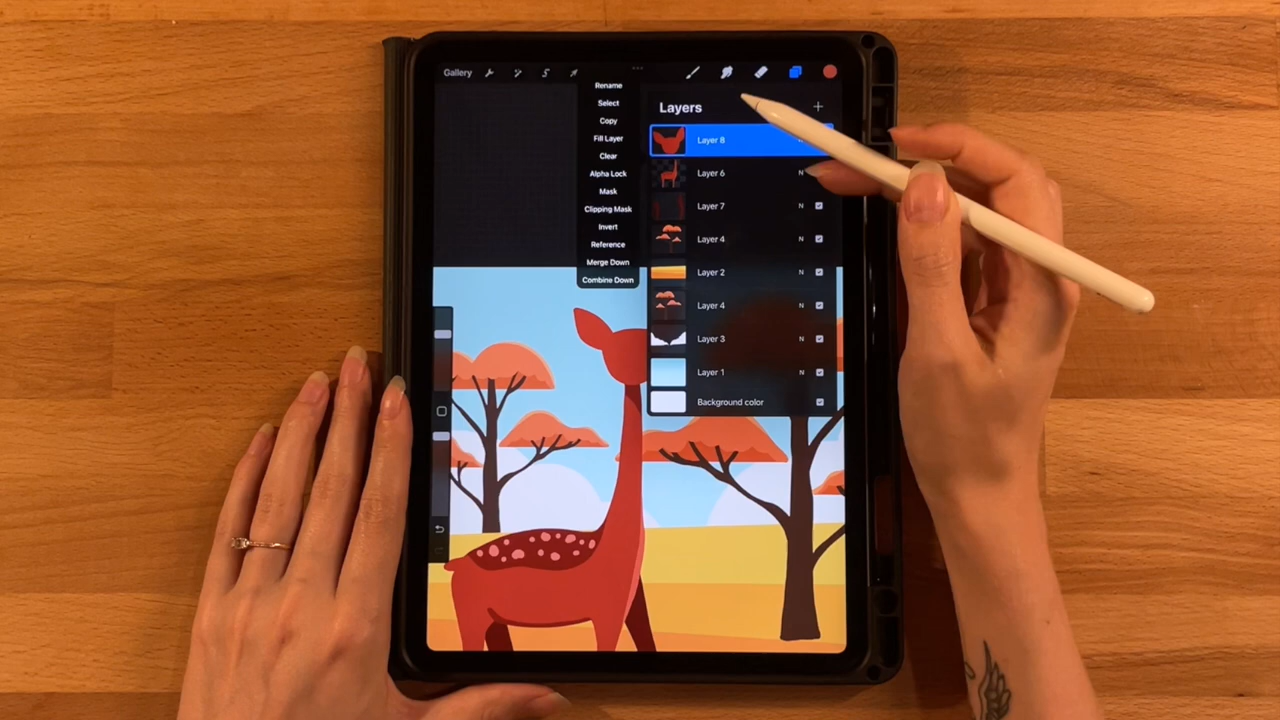 Gallery
Rename
Select
Copy
Fill Layer
Clear
Alpha Lock
Mask
Clipping Mask
Invert
Reference
Merge Down
Combine Down
Layers
Layer 8
Layer 6 N
Layer 7 N
Layer 4 N
Layer 2 N
Layer 4 N
Layer 3 N
Layer 1 N
Background color